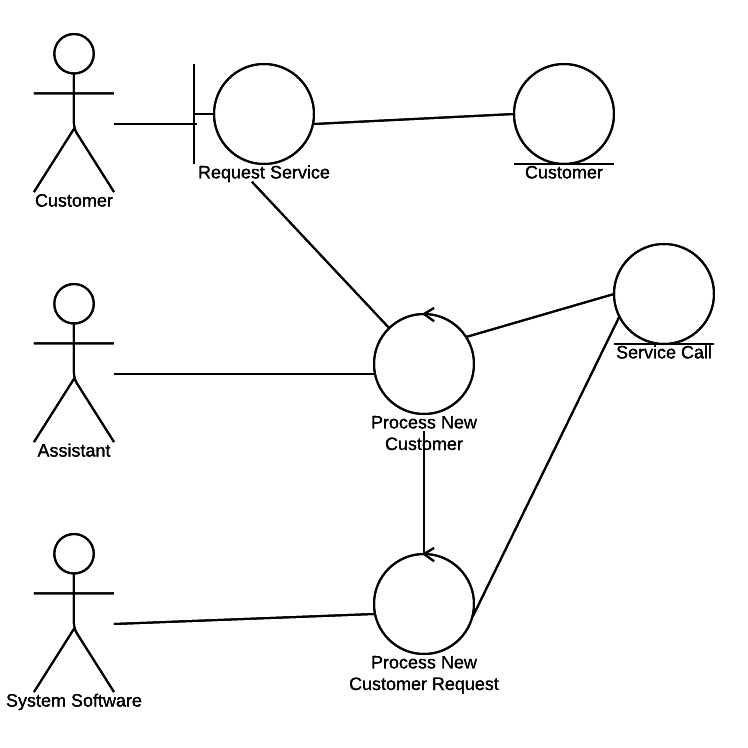 Customer
Request Service
Customer
Service Call
Assistant
Process New
Customer
System Software
Process New
Customer Request